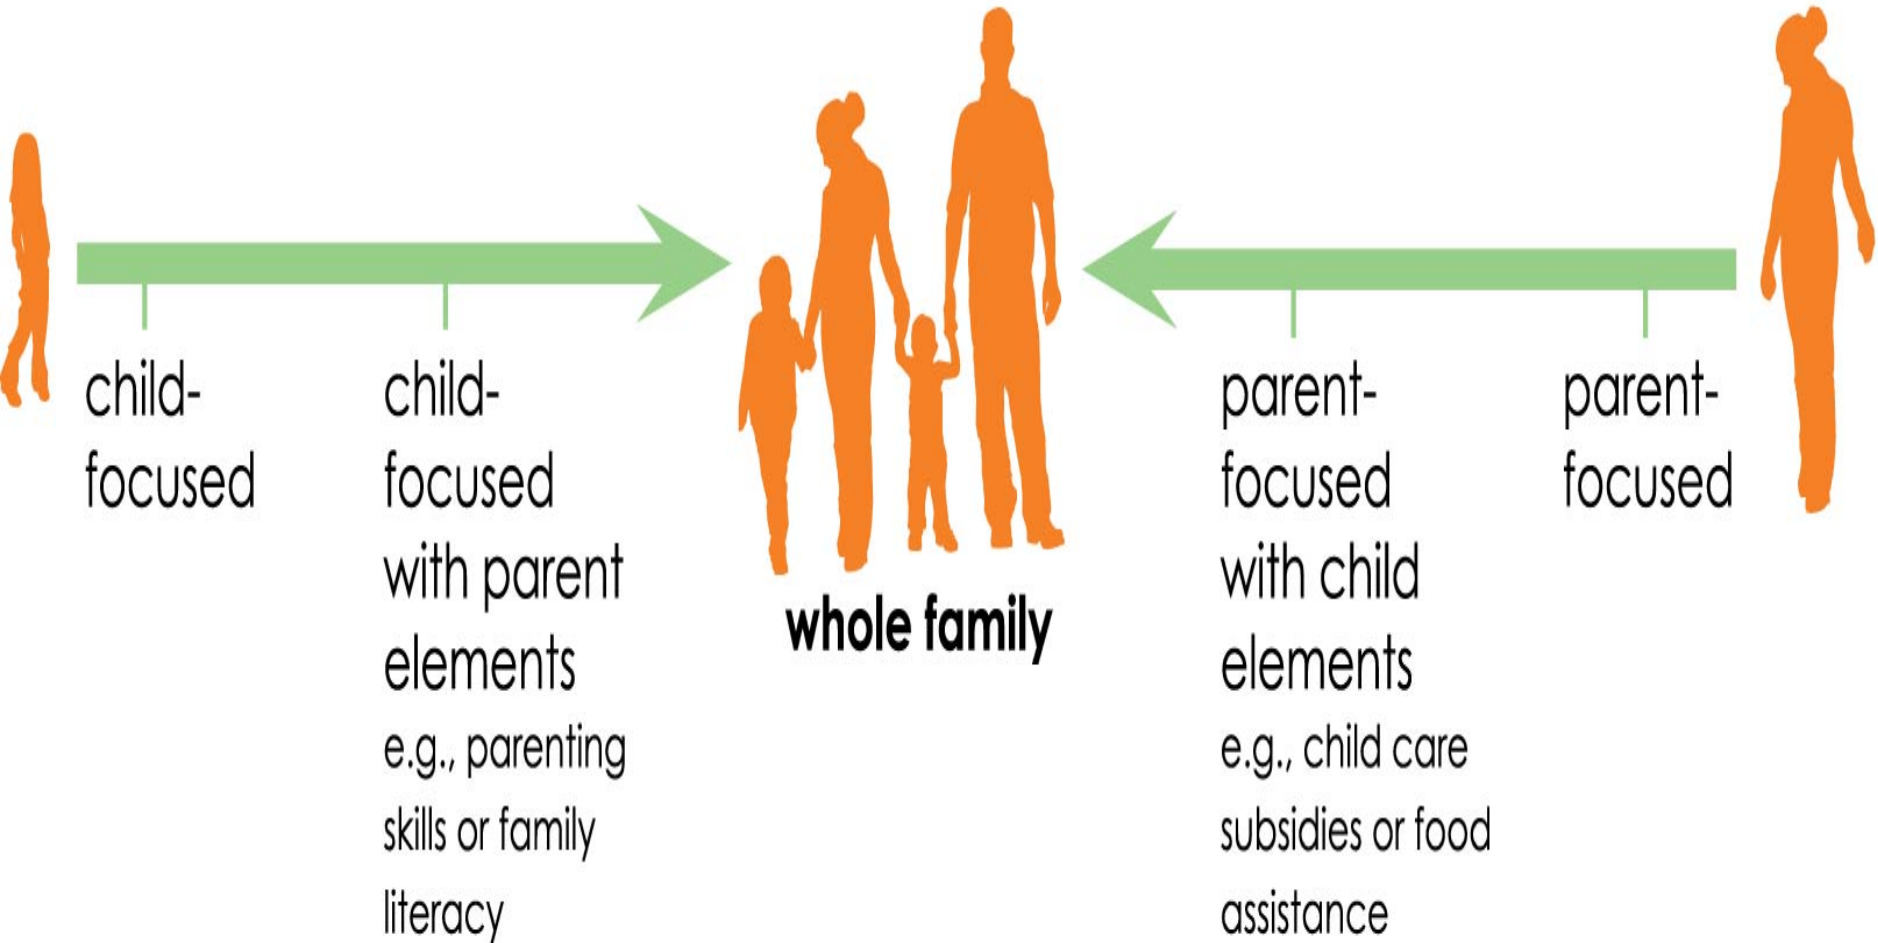 child-
focused
child-
focused
with parent
elements
e.g., parenting
skills or family
literacy
whole family
parent-
focused
with child
elements
e.g., child care
subsidies or food
assistance
parent-
focused